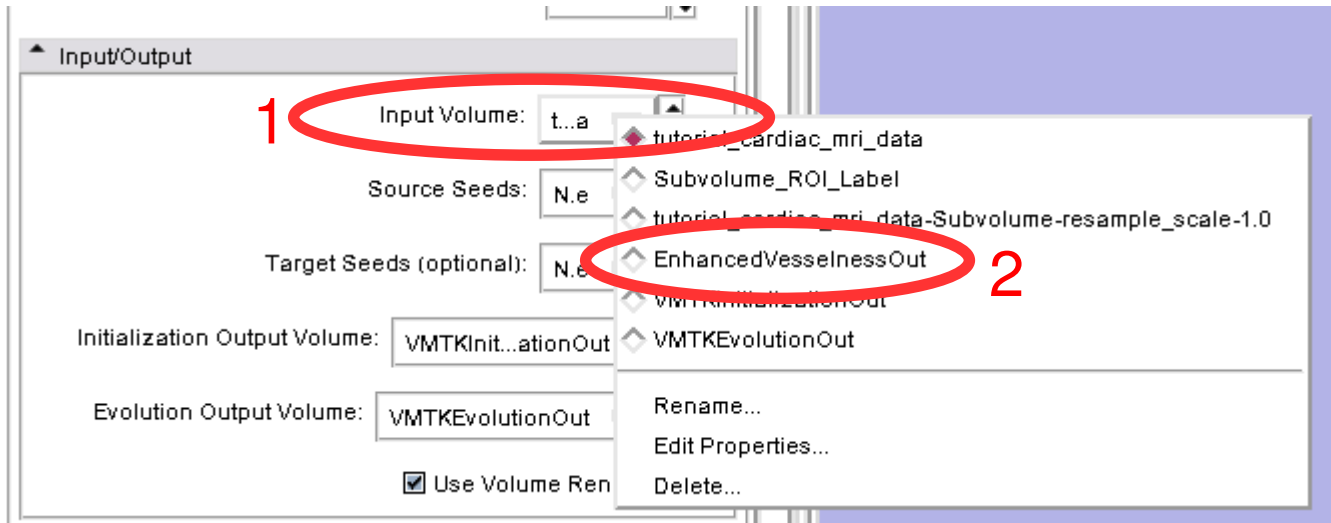 Input/Output
1
Input Volume: t...a
tutorial_cardiac_mri_data
Source Seeds: N.e
Subvolume_ROI_Label
tutorial_cardiac_mri_data-Subvolume-resample_scale-1.0
Target Seeds (optional): N.e
EnhancedVesselnessOut
2
VMTKInitializationOut
Initialization Output Volume: VMTKInit...ationOut
VMTKEvolutionOut
Evolution Output Volume: VMTKEvolutionOut
Rename...
Edit Properties...
Use Volume Ren
Delete...